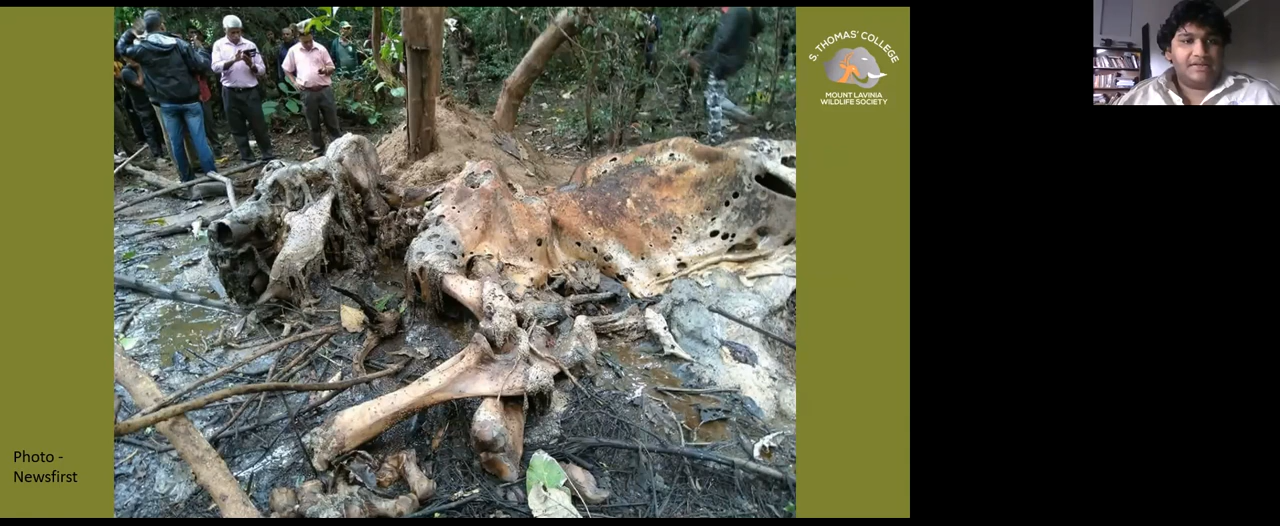 S. THOMAS' COLLEGE
MOUNT LAVINIA
WILDLIFE SOCIETY
Photo -
Newsfirst